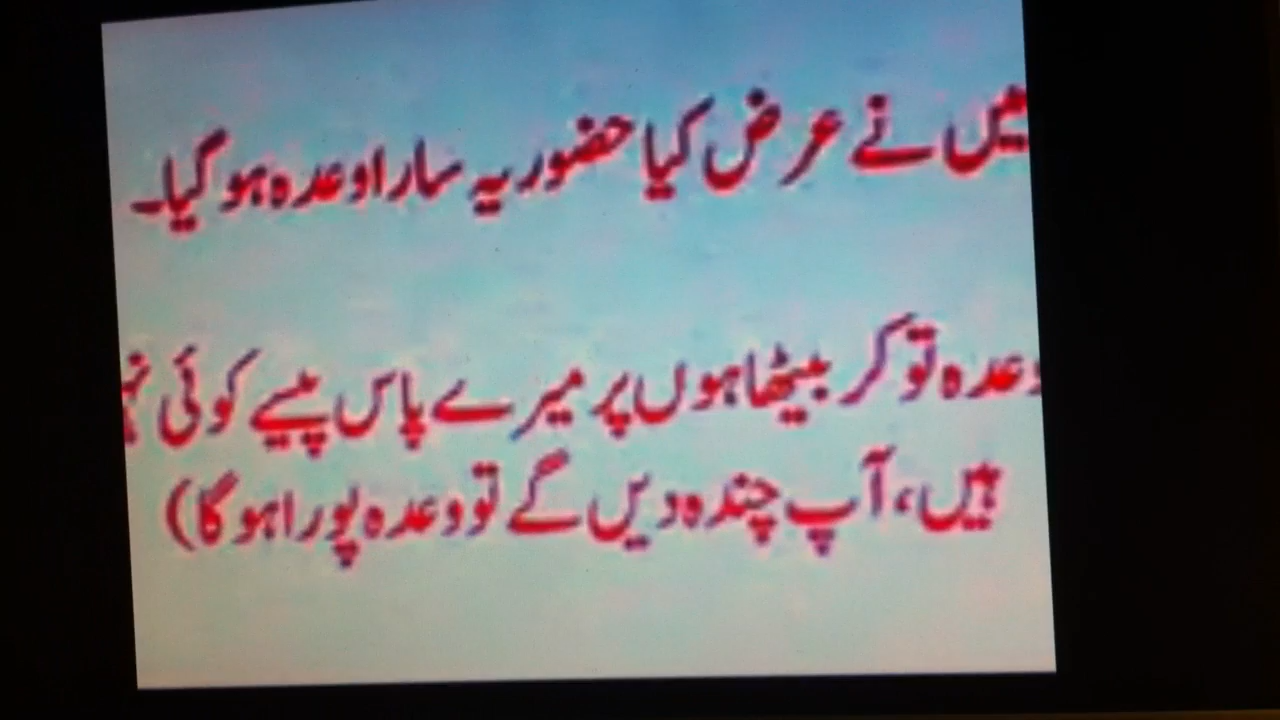 میں نے عرض کیا حضور یہ سارا وعدہ ہو گیا۔
وعدہ تو کر بیٹھا ہوں پر میرے پاس پیسے کوئی
ہیں، آپ چندہ دیں گے تو وعدہ پورا ہو گا)